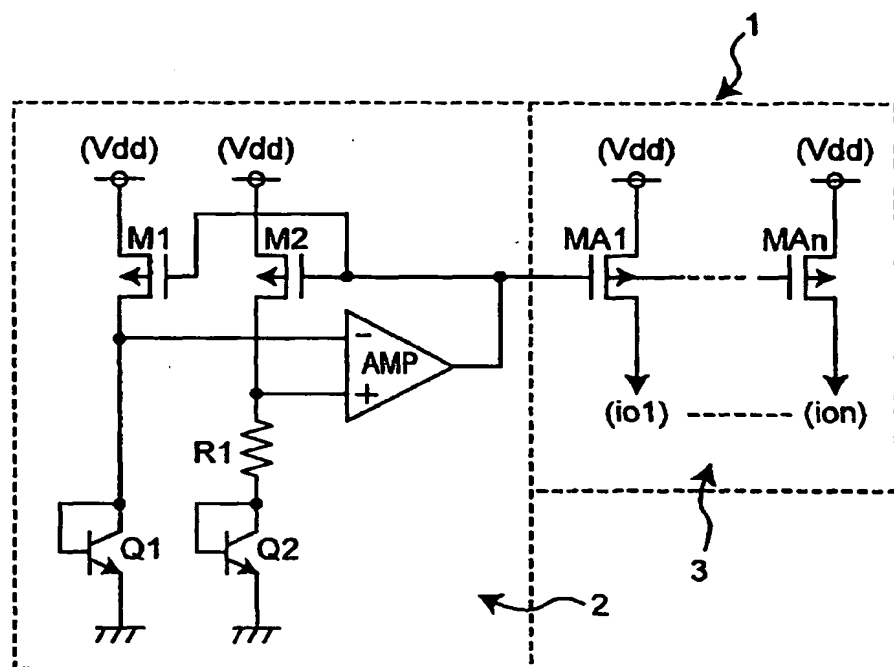 1
(Vdd) (Vdd) (Vdd) (Vdd)
M1 M2 MA1 MAn
− AMP +
(io1) (ion)
R1
Q1 Q2
3
2